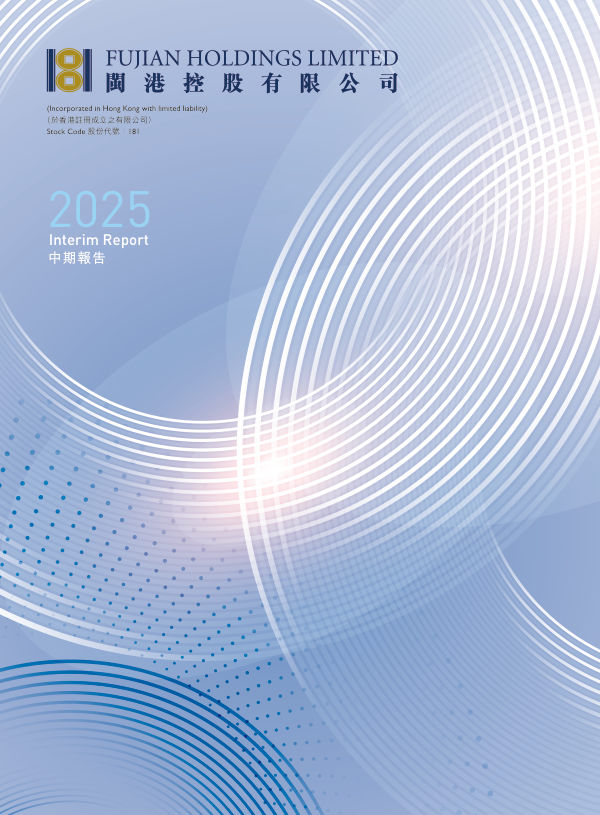 181
FUJIAN HOLDINGS LIMITED
閩港控股有限公司
(Incorporated in Hong Kong with limited liability)
（於香港註冊成立之有限公司）
Stock Code 股份代號：181
2025
Interim Report
中期報告